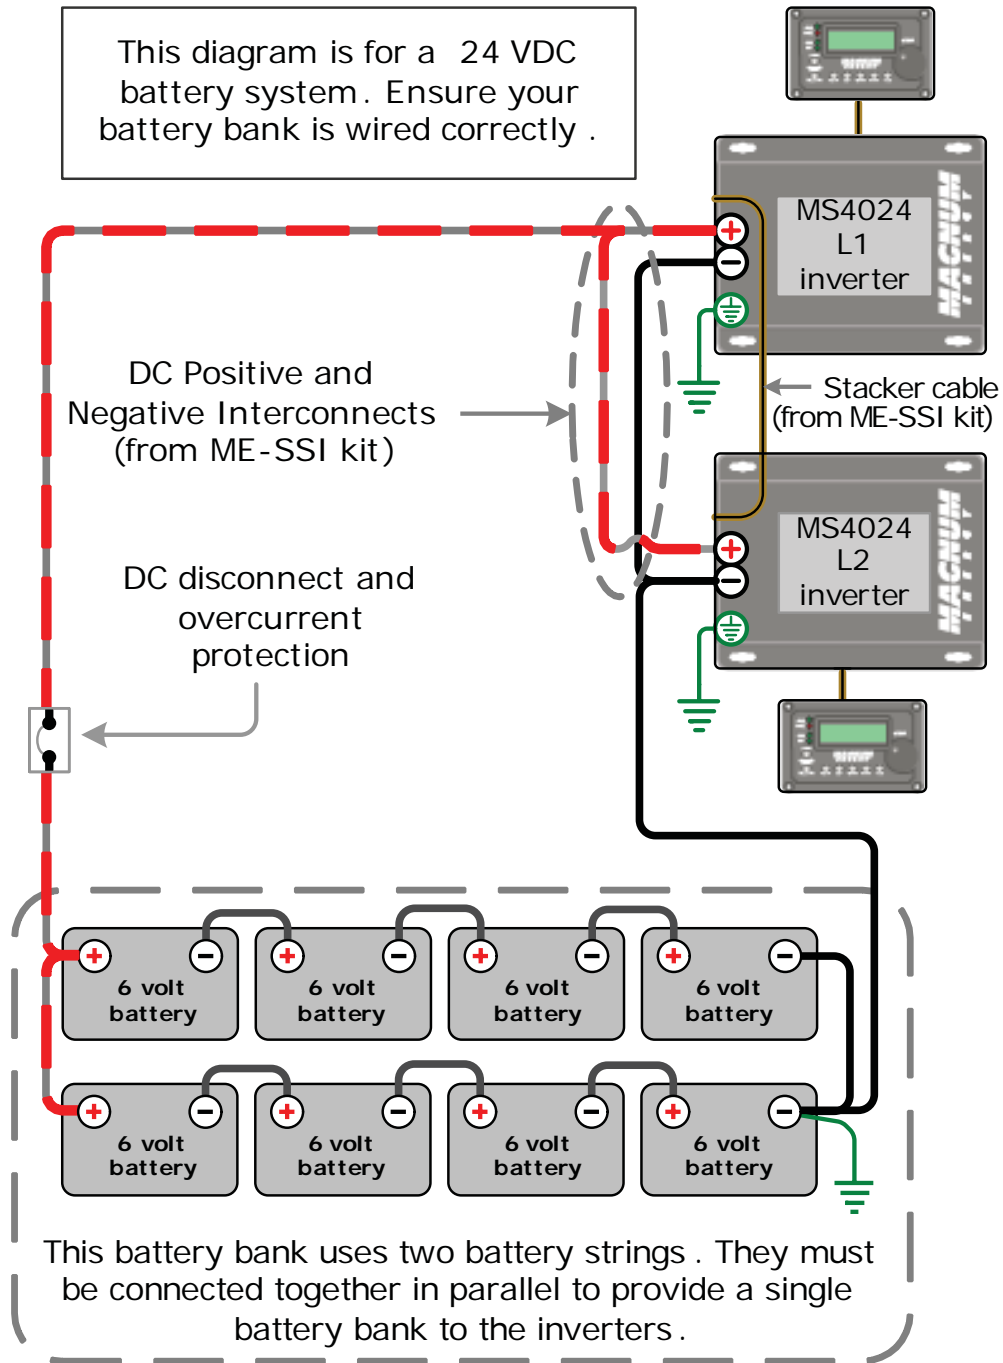 This diagram is for a 24 VDC
battery system. Ensure your
battery bank is wired correctly .
MS4024
L1
inverter
MAGNUM
DC Positive and
Negative Interconnects
(from ME-SSI kit)
Stacker cable
(from ME-SSI kit)
MS4024
L2
inverter
MAGNUM
DC disconnect and
overcurrent
protection
6 volt
battery
6 volt
battery
6 volt
battery
6 volt
battery
6 volt
battery
6 volt
battery
6 volt
battery
6 volt
battery
This battery bank uses two battery strings . They must
be connected together in parallel to provide a single
battery bank to the inverters .